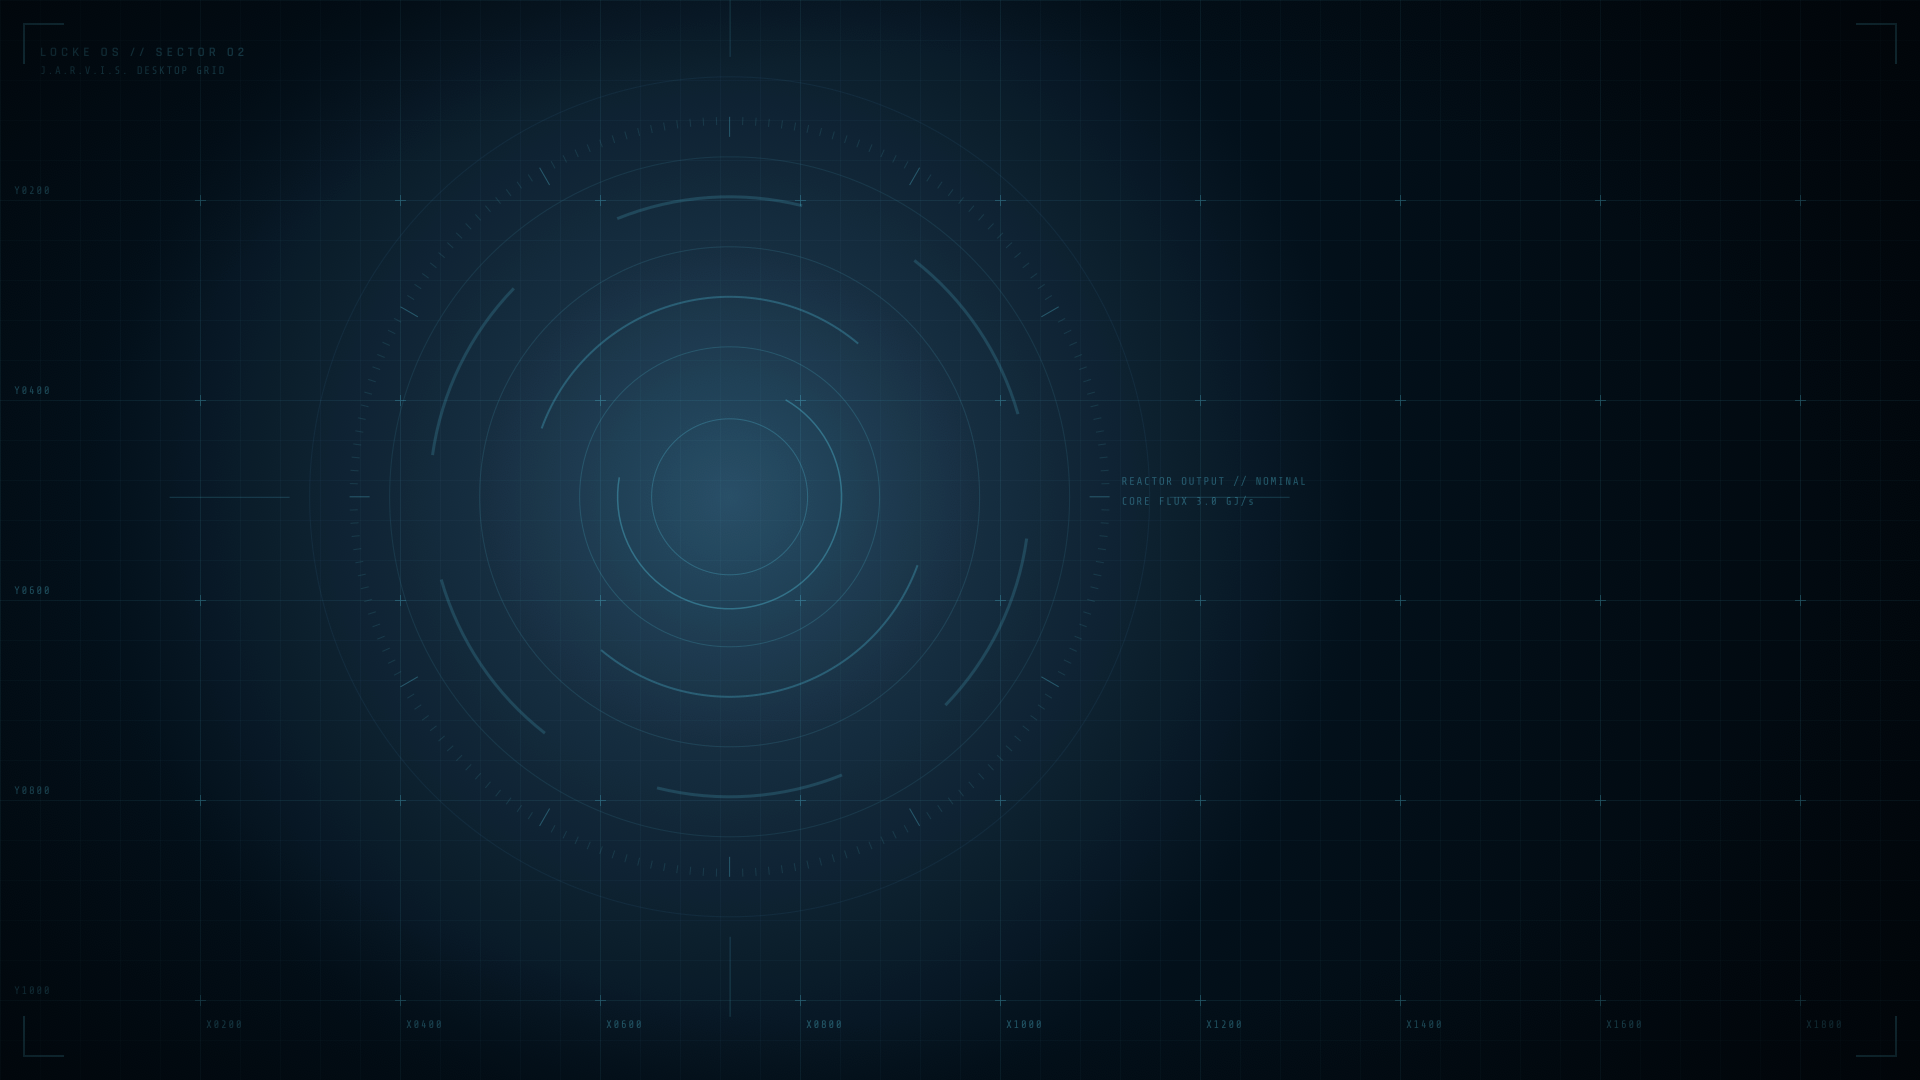 LOCKE OS // SECTOR 02
J.A.R.V.I.S. DESKTOP GRID
Y0200
Y0400
REACTOR OUTPUT // NOMINAL
CORE FLUX 3.0 GJ/s
Y0600
Y0800
Y1000
X0200 X0400 X0600 X0800 X1000 X1200 X1400 X1600 X1800